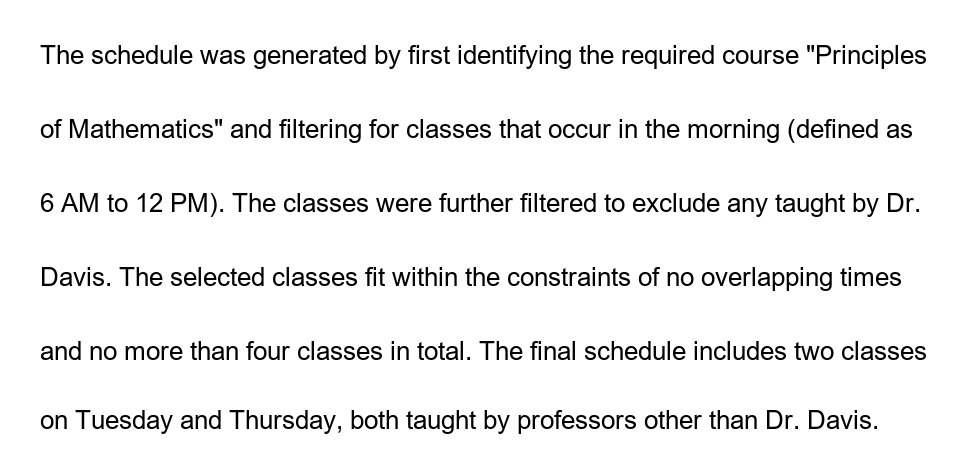 The schedule was generated by first identifying the required course "Principles
of Mathematics" and filtering for classes that occur in the morning (defined as
6 AM to 12 PM). The classes were further filtered to exclude any taught by Dr.
Davis. The selected classes fit within the constraints of no overlapping times
and no more than four classes in total. The final schedule includes two classes
on Tuesday and Thursday, both taught by professors other than Dr. Davis.